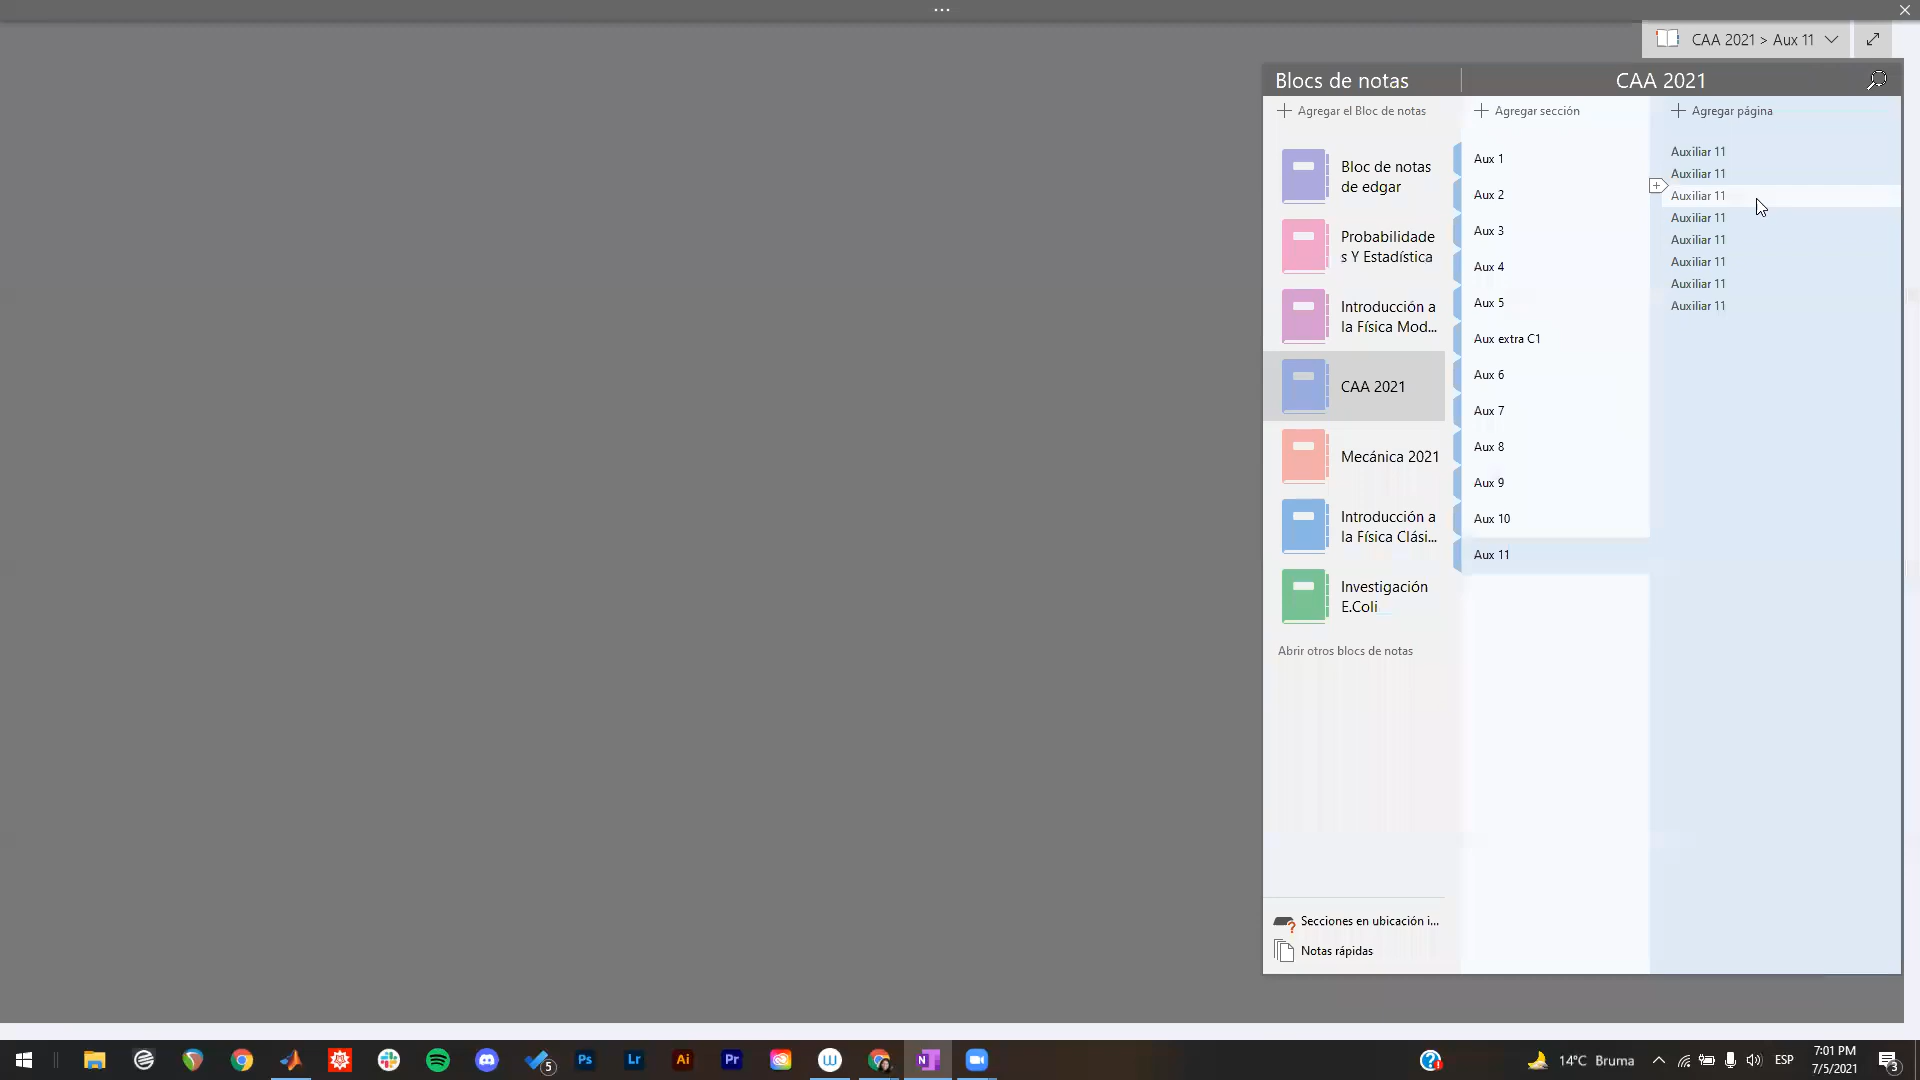 CAA 2021 > Aux 11
Blocs de notas
CAA 2021
Agregar el Bloc de notas
Agregar sección
Agregar página
Bloc de notas
de edgar
Probabilidade
s Y Estadística
Introducción a
la Física Mod...
CAA 2021
Mecánica 2021
Introducción a
la Física Clási...
Investigación
E.Coli
Abrir otros blocs de notas
Secciones en ubicación i...
Notas rápidas
Aux 1
Aux 2
Aux 3
Aux 4
Aux 5
Aux extra C1
Aux 6
Aux 7
Aux 8
Aux 9
Aux 10
Aux 11
Auxiliar 11
Auxiliar 11
Auxiliar 11
Auxiliar 11
Auxiliar 11
Auxiliar 11
Auxiliar 11
Auxiliar 11
5
Ps
Lr
Ai
Pr
W
N
14°C Bruma
ESP
7:01 PM
7/5/2021
3